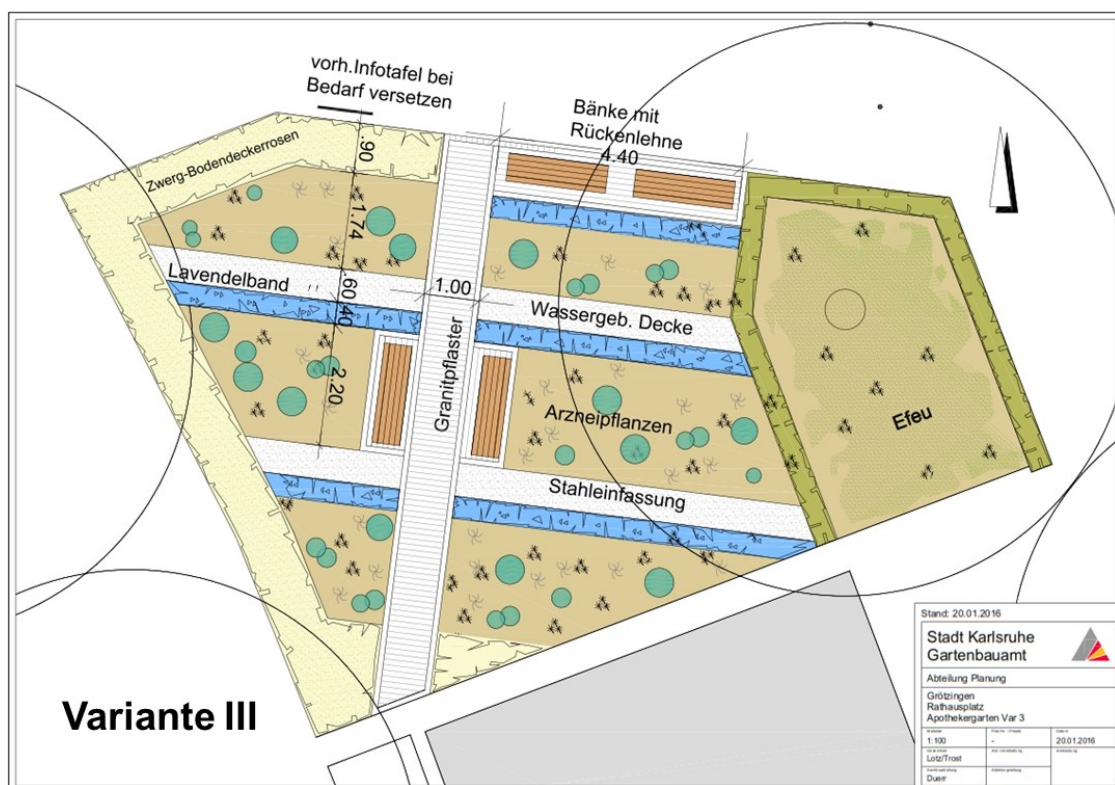 vorh.Infotafel bei
Bedarf versetzen
Bänke mit
Rückenlehne
4.40
.90
Zwerg-Bodendeckerrosen
1.74
Lavendelband
.60
.40
1.00
Wassergeb. Decke
2.20
Granitpflaster
Arzneipflanzen
Efeu
Stahleinfassung
Variante III
Stand: 20.01.2016
Stadt Karlsruhe
Gartenbauamt
Abteilung Planung
Grötzingen
Rathausplatz
Apothekergarten Var 3
1:100
-
20.01.2016
Lotz/Trost
Duerr